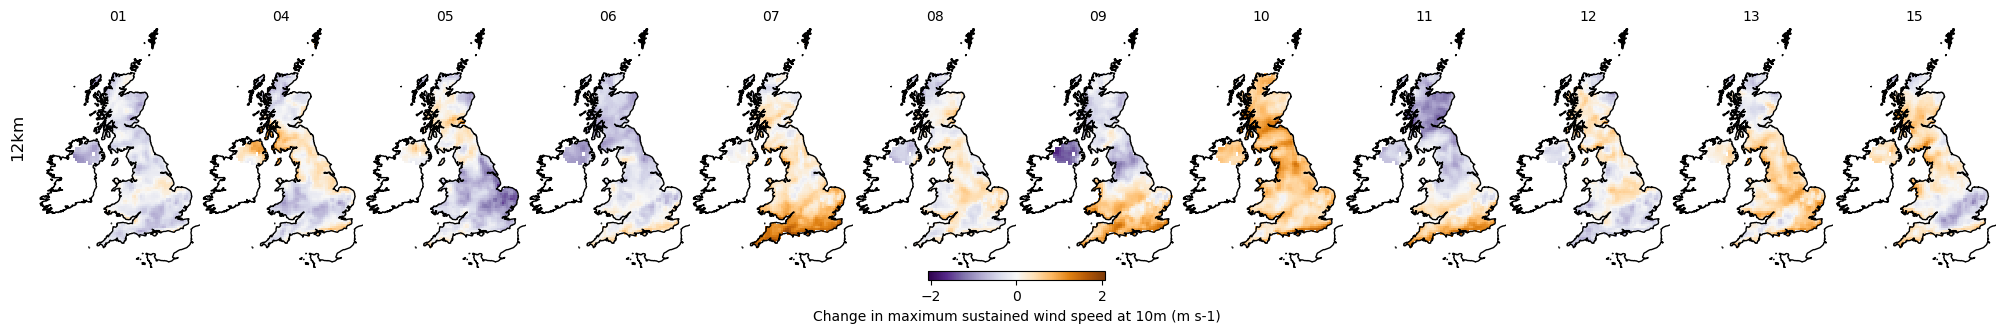 01 04 05 06 07 08 09 10 11 12 13 15
12km
−2 0 2
Change in maximum sustained wind speed at 10m (m s-1)